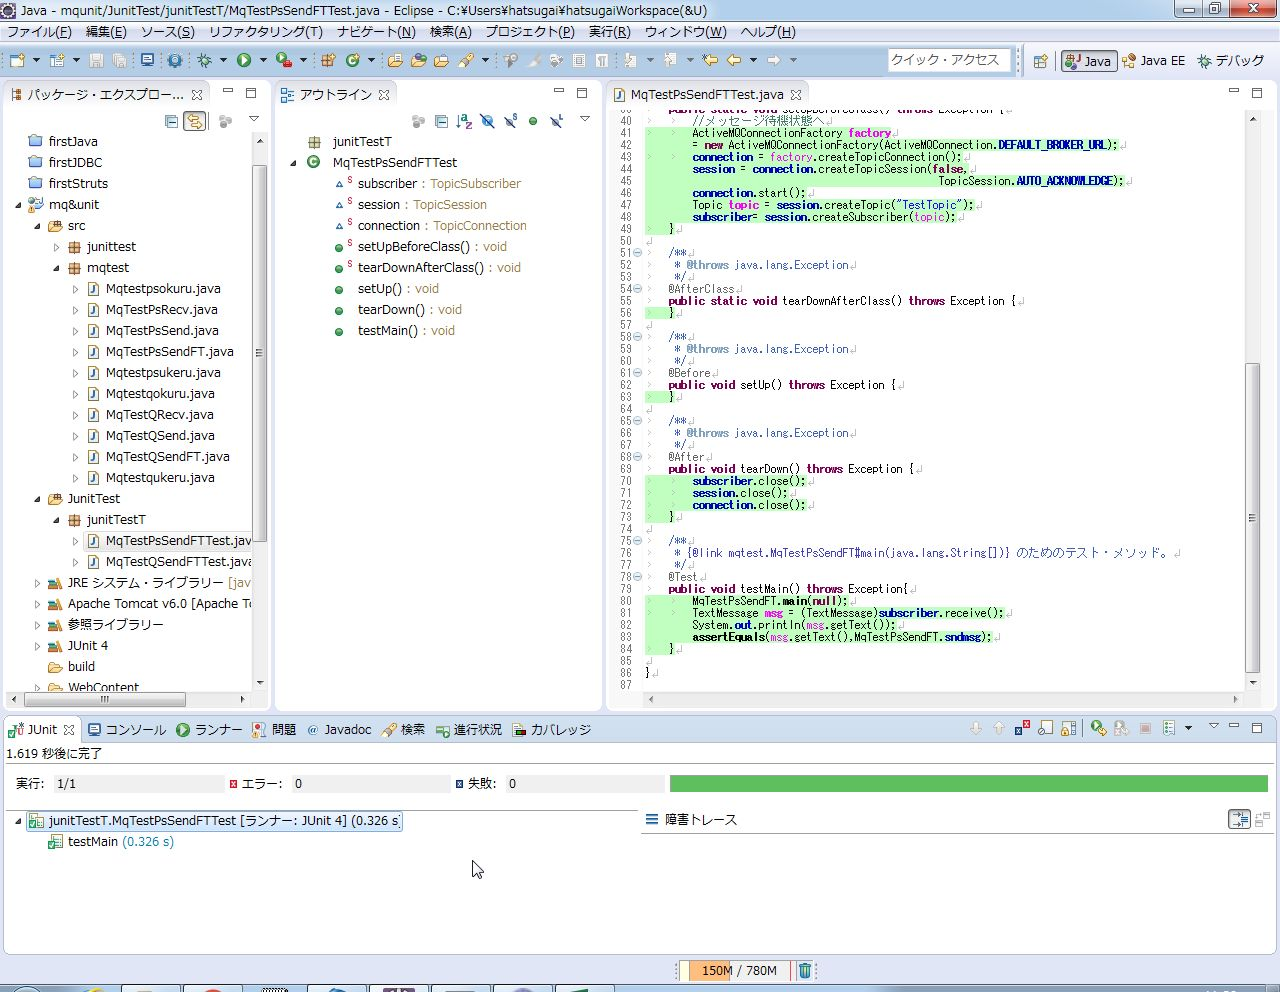 Java - mqunit/JunitTest/junitTestT/MqTestPsSendFTTest.java - Eclipse - C:¥Users¥hatsugai¥hatsugaiWorkspace(&U)
ファイル(F) 編集(E) ソース(S) リファクタリング(T) ナビゲート(N) 検索(A) プロジェクト(P) 実行(R) ウィンドウ(W) ヘルプ(H)
クイック・アクセス Java Java EE デバッグ
パッケージ・エクスプロー...
firstJava
firstJDBC
firstStruts
mq&unit
src
junittest
mqtest
Mqtestpsokuru.java
MqTestPsRecv.java
MqTestPsSend.java
MqTestPsSendFT.java
Mqtestpsukeru.java
Mqtestqokuru.java
MqTestQRecv.java
MqTestQSend.java
MqTestQSendFT.java
Mqtestqukeru.java
JunitTest
junitTestT
MqTestPsSendFTTest.jav
MqTestQSendFTTest.java
JRE システム・ライブラリー [jav
Apache Tomcat v6.0 [Apache To
参照ライブラリー
JUnit 4
build
WebContent
アウトライン
junitTestT
MqTestPsSendFTTest
subscriber : TopicSubscriber
session : TopicSession
connection : TopicConnection
setUpBeforeClass() : void
tearDownAfterClass() : void
setUp() : void
tearDown() : void
testMain() : void
MqTestPsSendFTTest.java
39 public static void setUpBeforeClass() throws Exception {
40 //メッセージ待機状態へ
41 ActiveMQConnectionFactory factory
42 = new ActiveMQConnectionFactory(ActiveMQConnection.DEFAULT_BROKER_URL);
43 connection = factory.createTopicConnection();
44 session = connection.createTopicSession(false,
45 TopicSession.AUTO_ACKNOWLEDGE);
46 connection.start();
47 Topic topic = session.createTopic("TestTopic");
48 subscriber= session.createSubscriber(topic);
49 }
50
51 /**
52 * @throws java.lang.Exception
53 */
54 @AfterClass
55 public static void tearDownAfterClass() throws Exception {
56 }
57
58 /**
59 * @throws java.lang.Exception
60 */
61 @Before
62 public void setUp() throws Exception {
63 }
64
65 /**
66 * @throws java.lang.Exception
67 */
68 @After
69 public void tearDown() throws Exception {
70 subscriber.close();
71 session.close();
72 connection.close();
73 }
74
75 /**
76 * {@link mqtest.MqTestPsSendFT#main(java.lang.String[])} のためのテスト・メソッド。
77 */
78 @Test
79 public void testMain() throws Exception{
80 MqTestPsSendFT.main(null);
81 TextMessage msg = (TextMessage)subscriber.receive();
82 System.out.println(msg.getText());
83 assertEquals(msg.getText(),MqTestPsSendFT.sndmsg);
84 }
85
86 }
87
JUnit コンソール ランナー 問題 @ Javadoc 検索 進行状況 カバレッジ
1.619 秒後に完了
実行: 1/1 エラー: 0 失敗: 0
junitTestT.MqTestPsSendFTTest [ランナー: JUnit 4] (0.326 s)
testMain (0.326 s)
障害トレース
150M / 780M